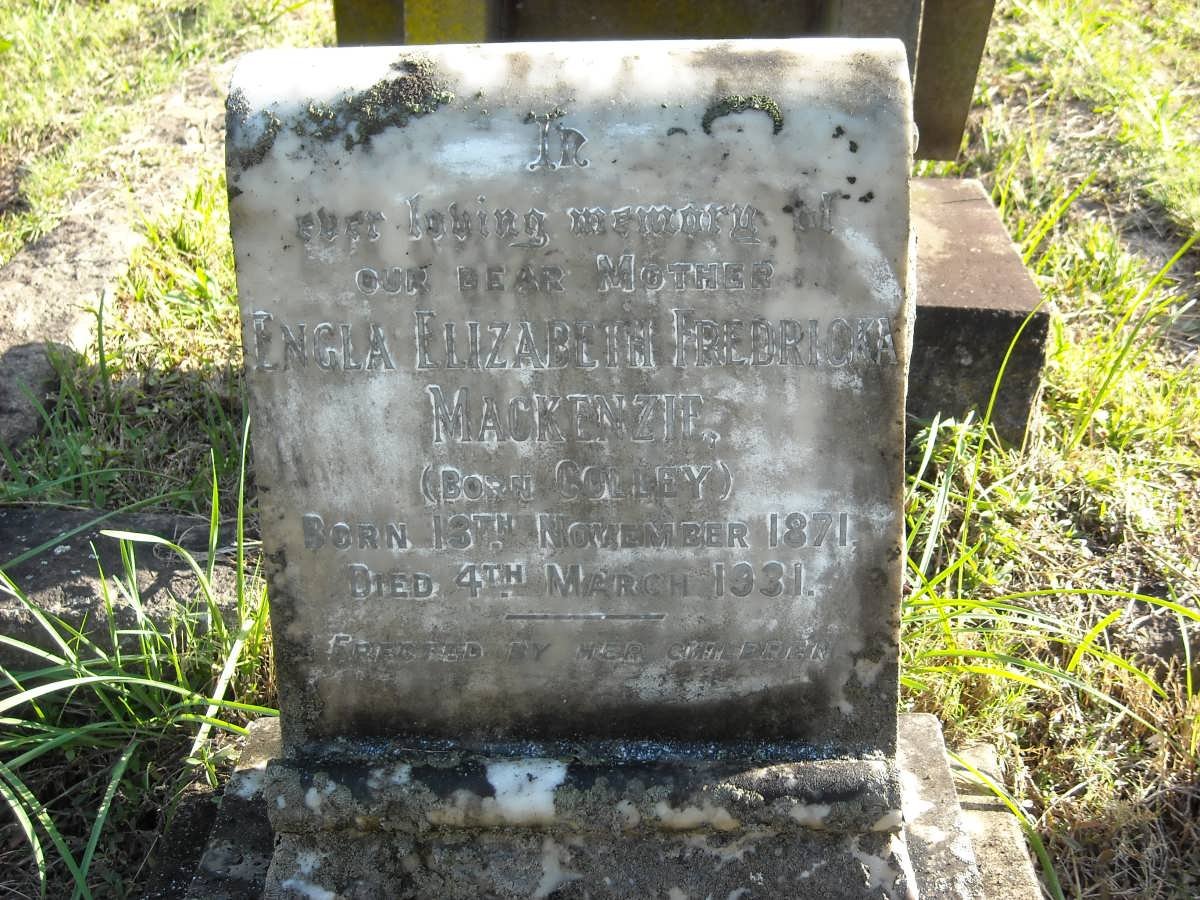 In
ever loving memory of
OUR DEAR MOTHER
ENGLA ELIZABETH FREDRICKA
MACKENZIE,
(BORN COLLEY)
BORN 13TH NOVEMBER 1871.
DIED 4TH MARCH 1931.
ERECTED BY HER CHILDREN